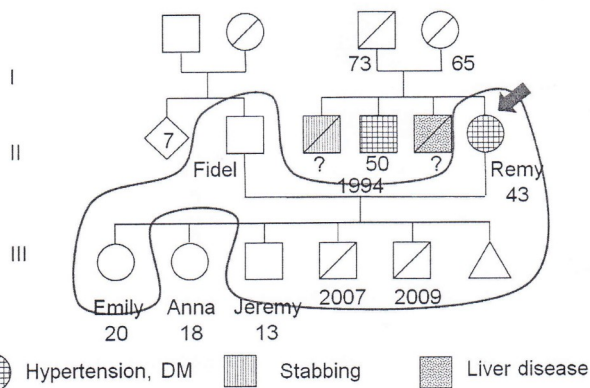 I
73 65
II
7
Fidel
? 50 ?
1994
Remy
43
III
2007 2009
Emily Anna Jeremy
20 18 13
Hypertension, DM Stabbing Liver disease